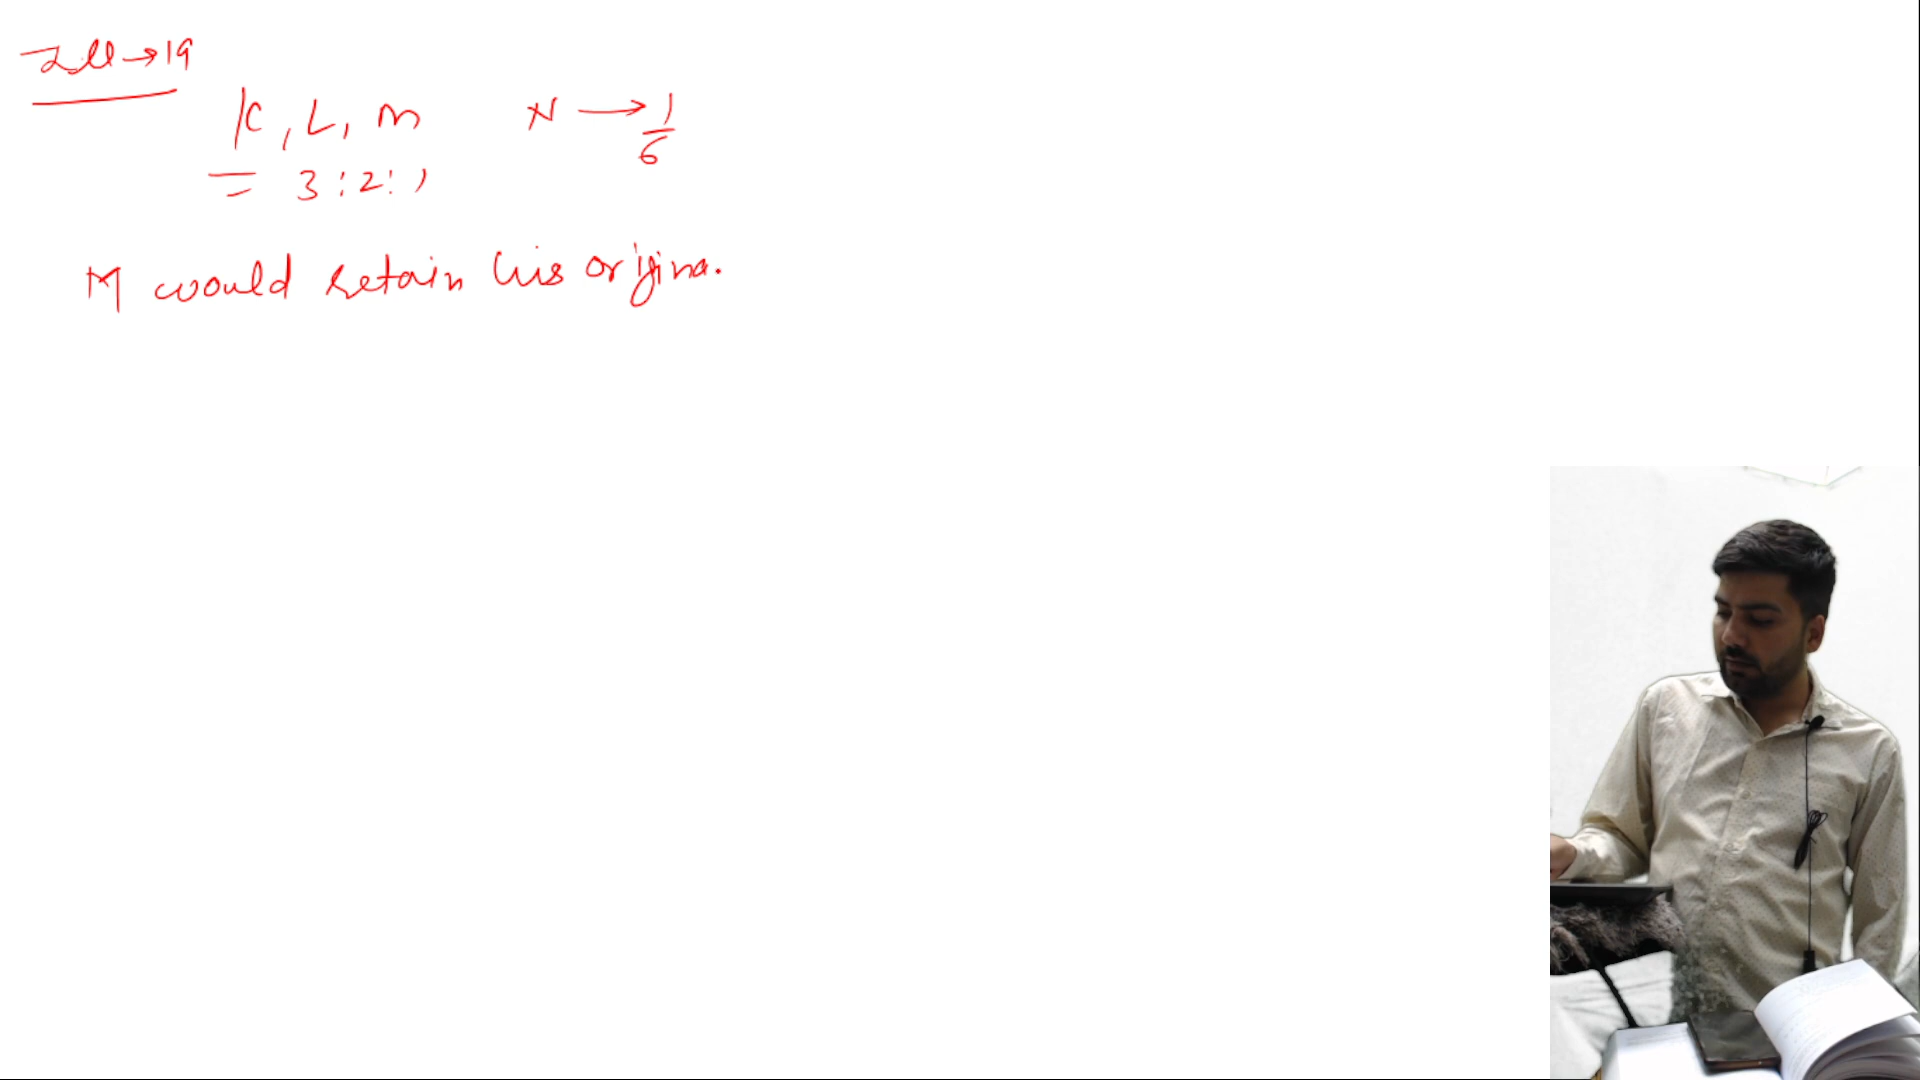 Ill → 19
K, L, M N → 1/6
= 3:2:1
M would retain his origina.